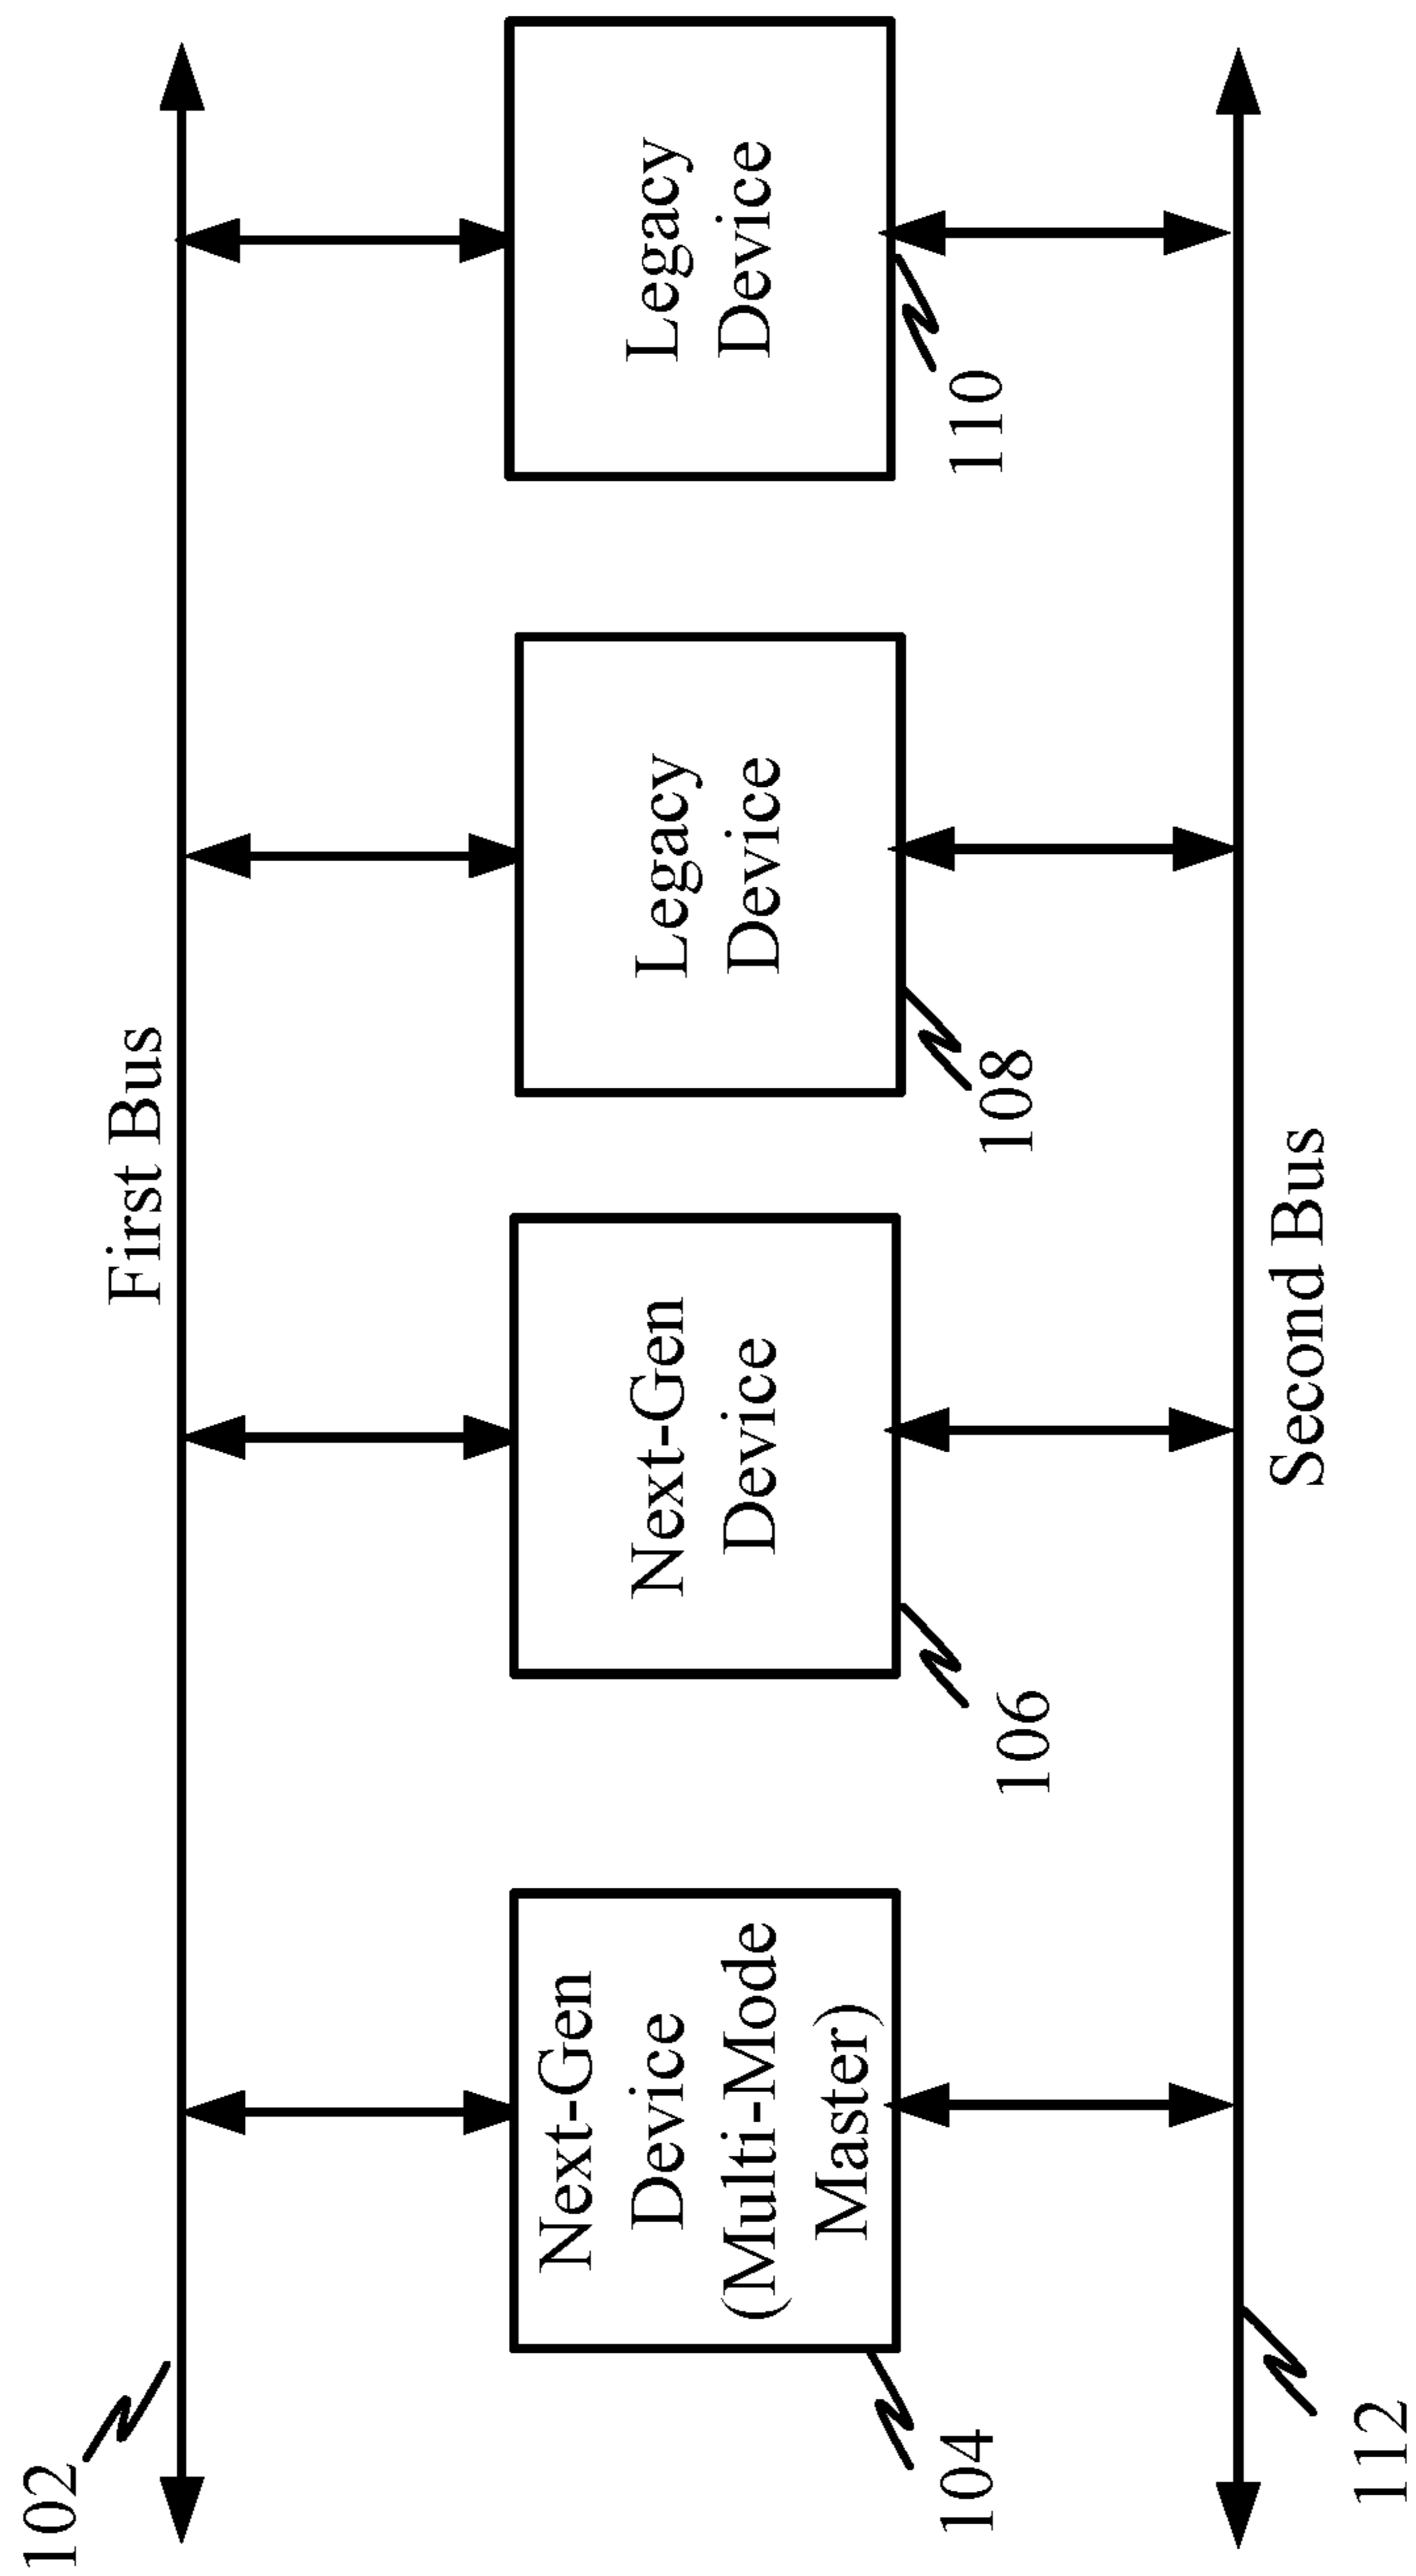 102
First Bus
Next-Gen
Device
(Multi-Mode
Master)
104
Next-Gen
Device
106
Legacy
Device
108
Legacy
Device
110
Second Bus
112